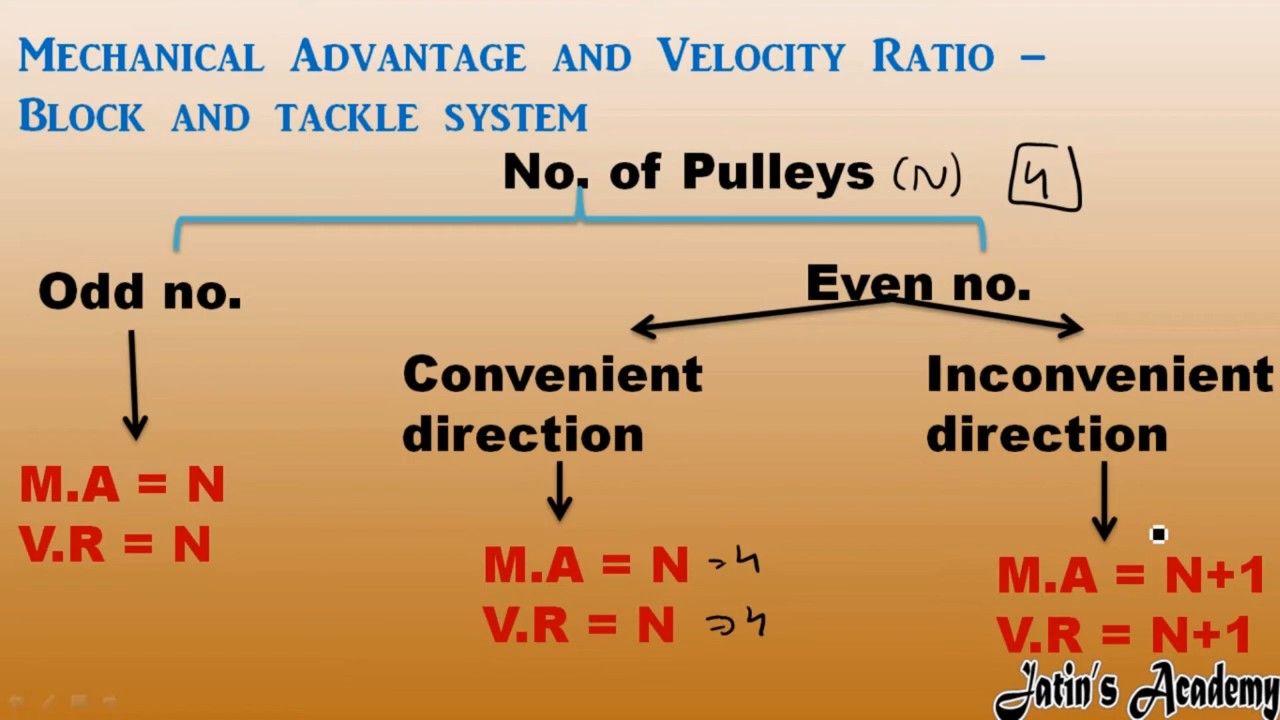 MECHANICAL ADVANTAGE AND VELOCITY RATIO –
BLOCK AND TACKLE SYSTEM
No. of Pulleys (N) 4
Odd no.
Even no.
Convenient direction
Inconvenient direction
M.A = N
V.R = N
M.A = N => 4
V.R = N => 4
M.A = N+1
V.R = N+1
Jatin's Academy